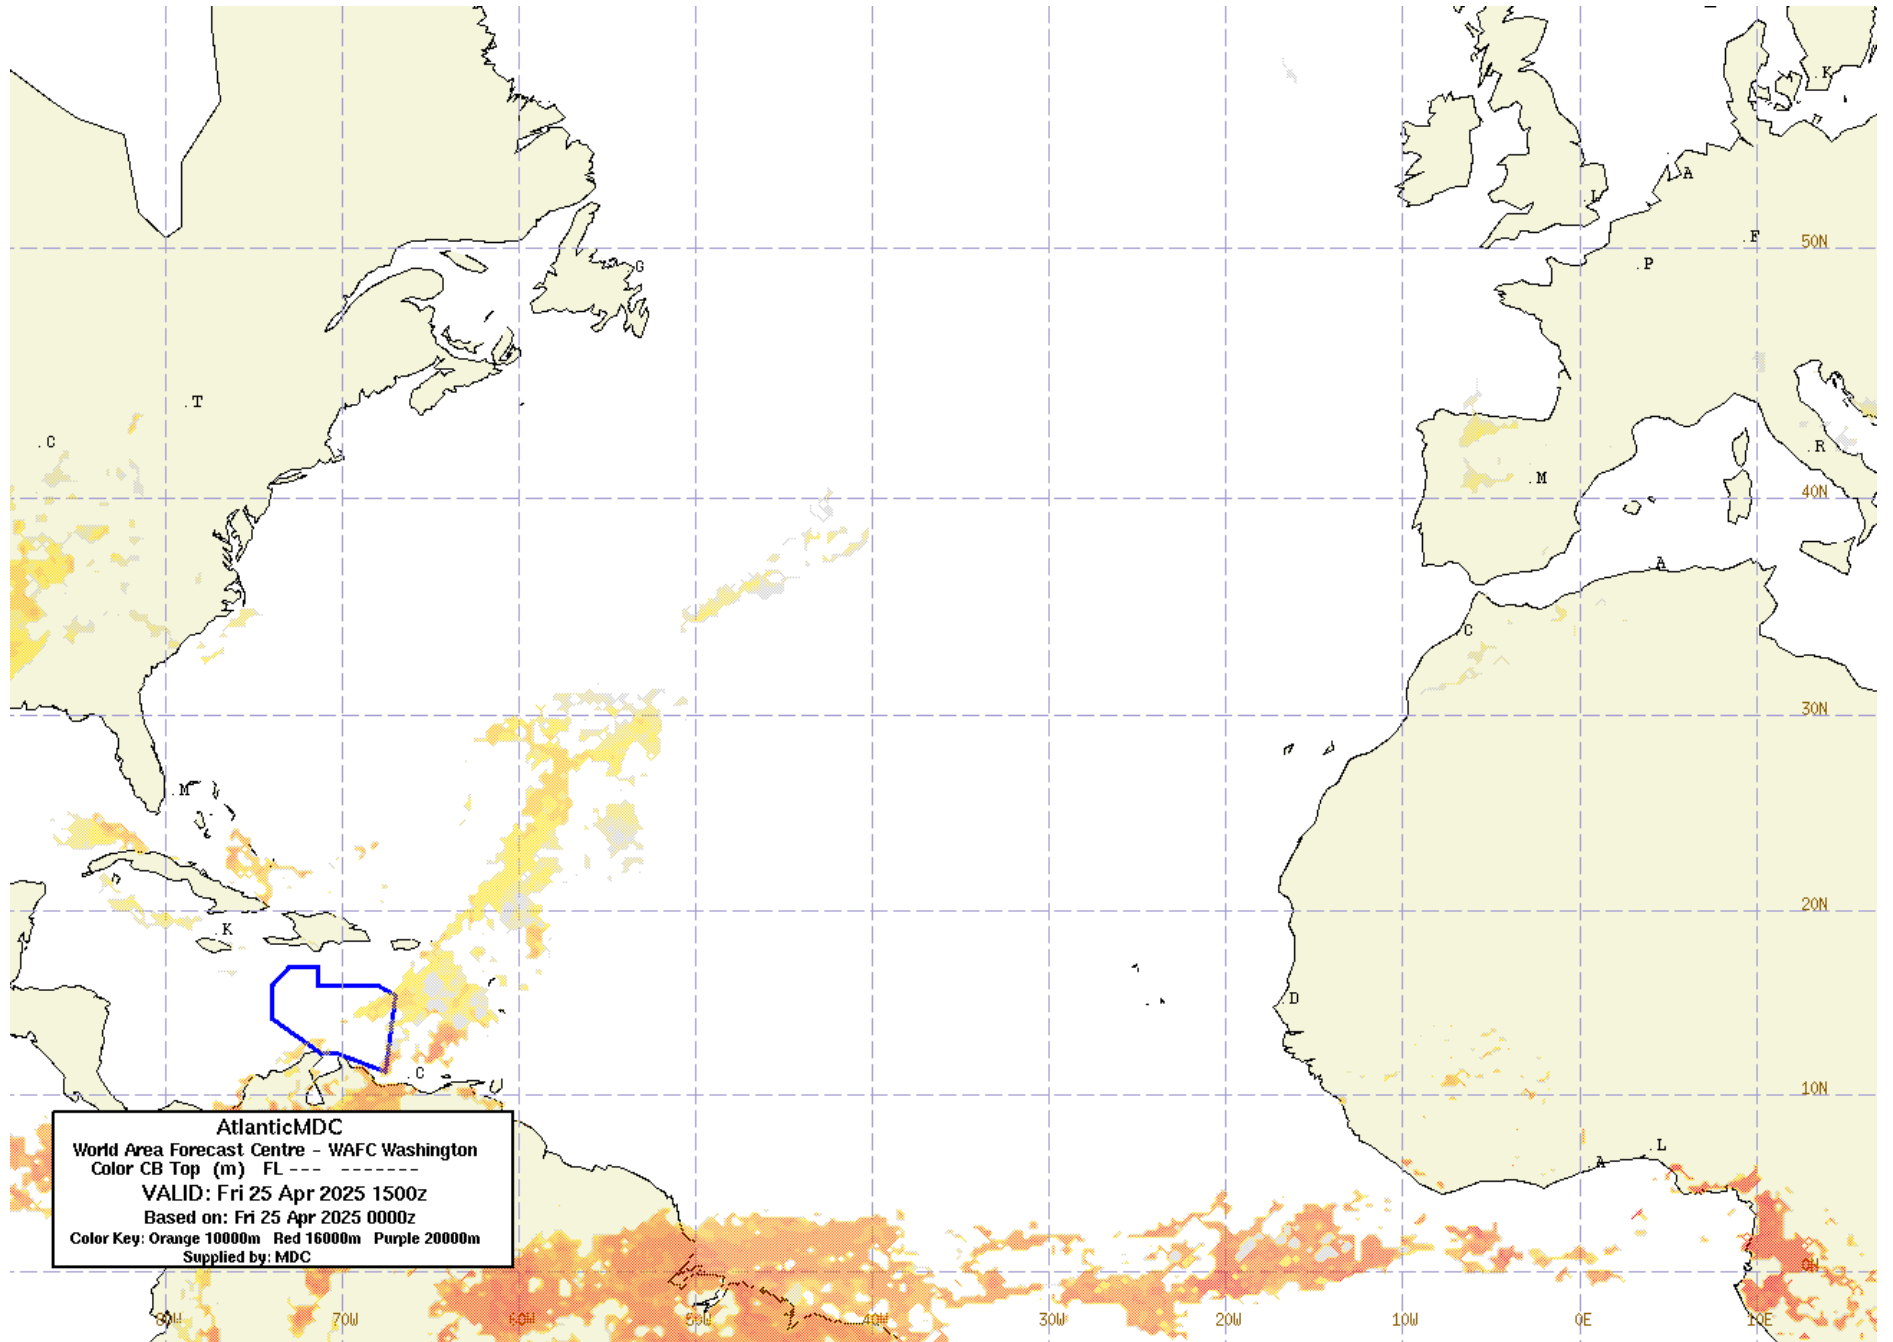 .K
.A
.L
50N
.F
.G
.P
.T
.C
.R
40N
.M
.A
.C
30N
.M
20N
.K
.D
.C
10N
AtlanticMDC
World Area Forecast Centre - WAFC Washington
Color CB Top (m) FL --- -------
VALID: Fri 25 Apr 2025 1500z
Based on: Fri 25 Apr 2025 0000z
Color Key: Orange 10000m Red 16000m Purple 20000m
Supplied by: MDC
.L
.A
0N
80W 70W 60W 50W 40W 30W 20W 10W 0E 10E